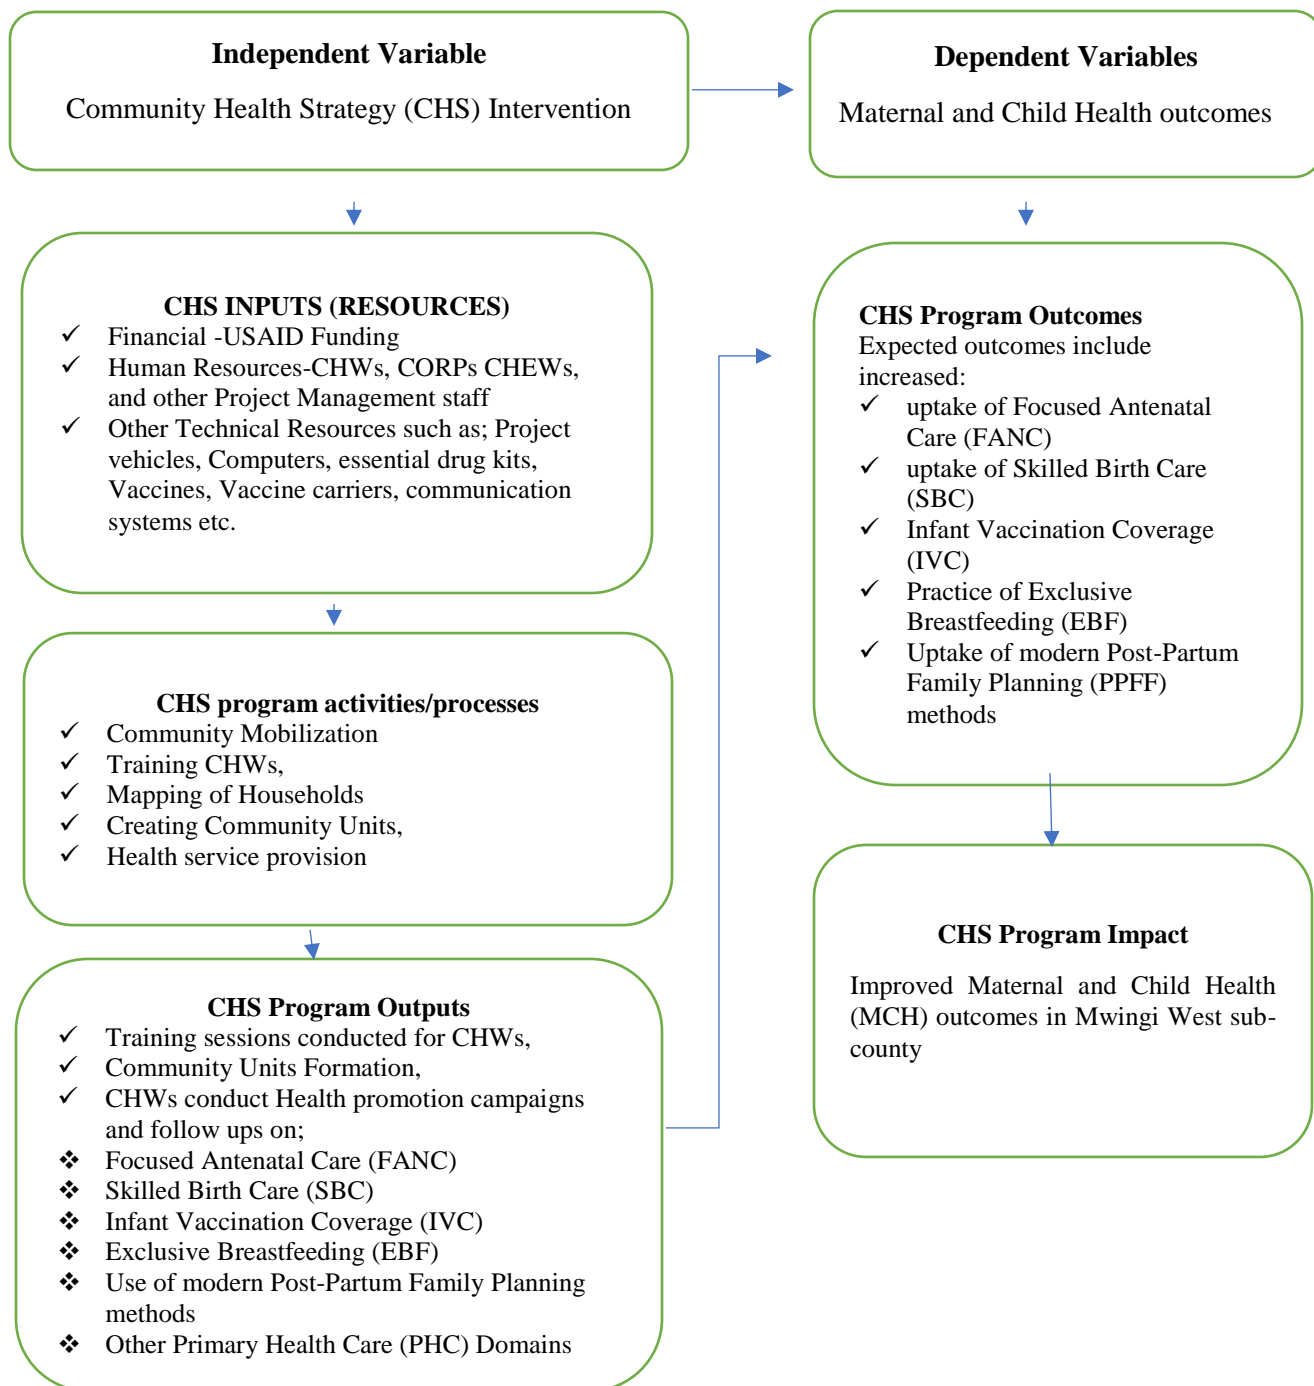 Independent Variable
Community Health Strategy (CHS) Intervention
Dependent Variables
Maternal and Child Health outcomes
CHS INPUTS (RESOURCES)
✓ Financial -USAID Funding
✓ Human Resources-CHWs, CORPs CHEWs,
and other Project Management staff
✓ Other Technical Resources such as; Project
vehicles, Computers, essential drug kits,
Vaccines, Vaccine carriers, communication
systems etc.
CHS program activities/processes
✓ Community Mobilization
✓ Training CHWs,
✓ Mapping of Households
✓ Creating Community Units,
✓ Health service provision
CHS Program Outputs
✓ Training sessions conducted for CHWs,
✓ Community Units Formation,
✓ CHWs conduct Health promotion campaigns
and follow ups on;
❖ Focused Antenatal Care (FANC)
❖ Skilled Birth Care (SBC)
❖ Infant Vaccination Coverage (IVC)
❖ Exclusive Breastfeeding (EBF)
❖ Use of modern Post-Partum Family Planning
methods
❖ Other Primary Health Care (PHC) Domains
CHS Program Outcomes
Expected outcomes include
increased:
✓ uptake of Focused Antenatal
Care (FANC)
✓ uptake of Skilled Birth Care
(SBC)
✓ Infant Vaccination Coverage
(IVC)
✓ Practice of Exclusive
Breastfeeding (EBF)
✓ Uptake of modern Post-Partum
Family Planning (PPFF)
methods
CHS Program Impact
Improved Maternal and Child Health
(MCH) outcomes in Mwingi West sub-
county